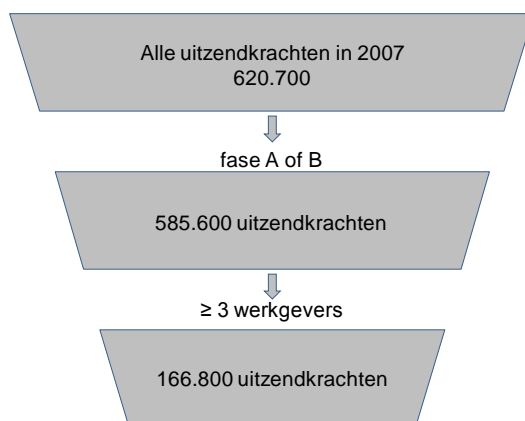 Alle uitzendkrachten in 2007
620.700
fase A of B
585.600 uitzendkrachten
≥ 3 werkgevers
166.800 uitzendkrachten